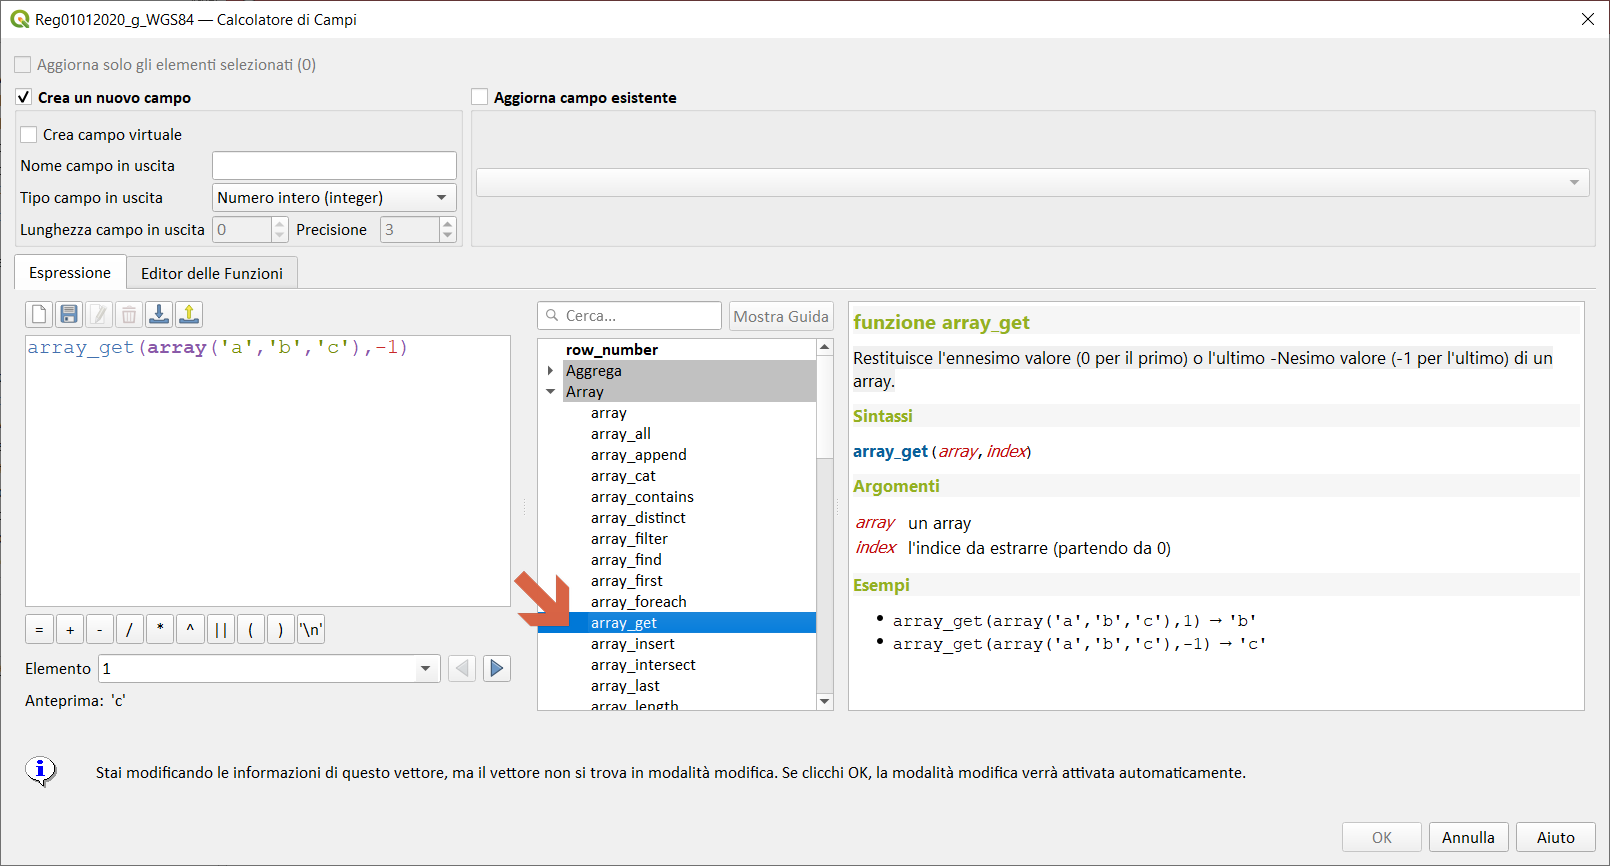 Reg01012020_g_WGS84 — Calcolatore di Campi
Aggiorna solo gli elementi selezionati (0)
Crea un nuovo campo
Aggiorna campo esistente
Crea campo virtuale
Nome campo in uscita
Tipo campo in uscita Numero intero (integer)
Lunghezza campo in uscita 0 Precisione 3
Espressione Editor delle Funzioni
array_get(array('a','b','c'),-1)
= + - / * ^ || ( ) '\n'
Elemento 1
Anteprima: 'c'
Cerca... Mostra Guida
row_number
Aggrega
Array
array
array_all
array_append
array_cat
array_contains
array_distinct
array_filter
array_find
array_first
array_foreach
array_get
array_insert
array_intersect
array_last
array_length
funzione array_get
Restituisce l'ennesimo valore (0 per il primo) o l'ultimo -Nesimo valore (-1 per l'ultimo) di un
array.
Sintassi
array_get(array, index)
Argomenti
array un array
index l'indice da estrarre (partendo da 0)
Esempi
array_get(array('a','b','c'),1) → 'b'
array_get(array('a','b','c'),-1) → 'c'
Stai modificando le informazioni di questo vettore, ma il vettore non si trova in modalità modifica. Se clicchi OK, la modalità modifica verrà attivata automaticamente.
OK Annulla Aiuto